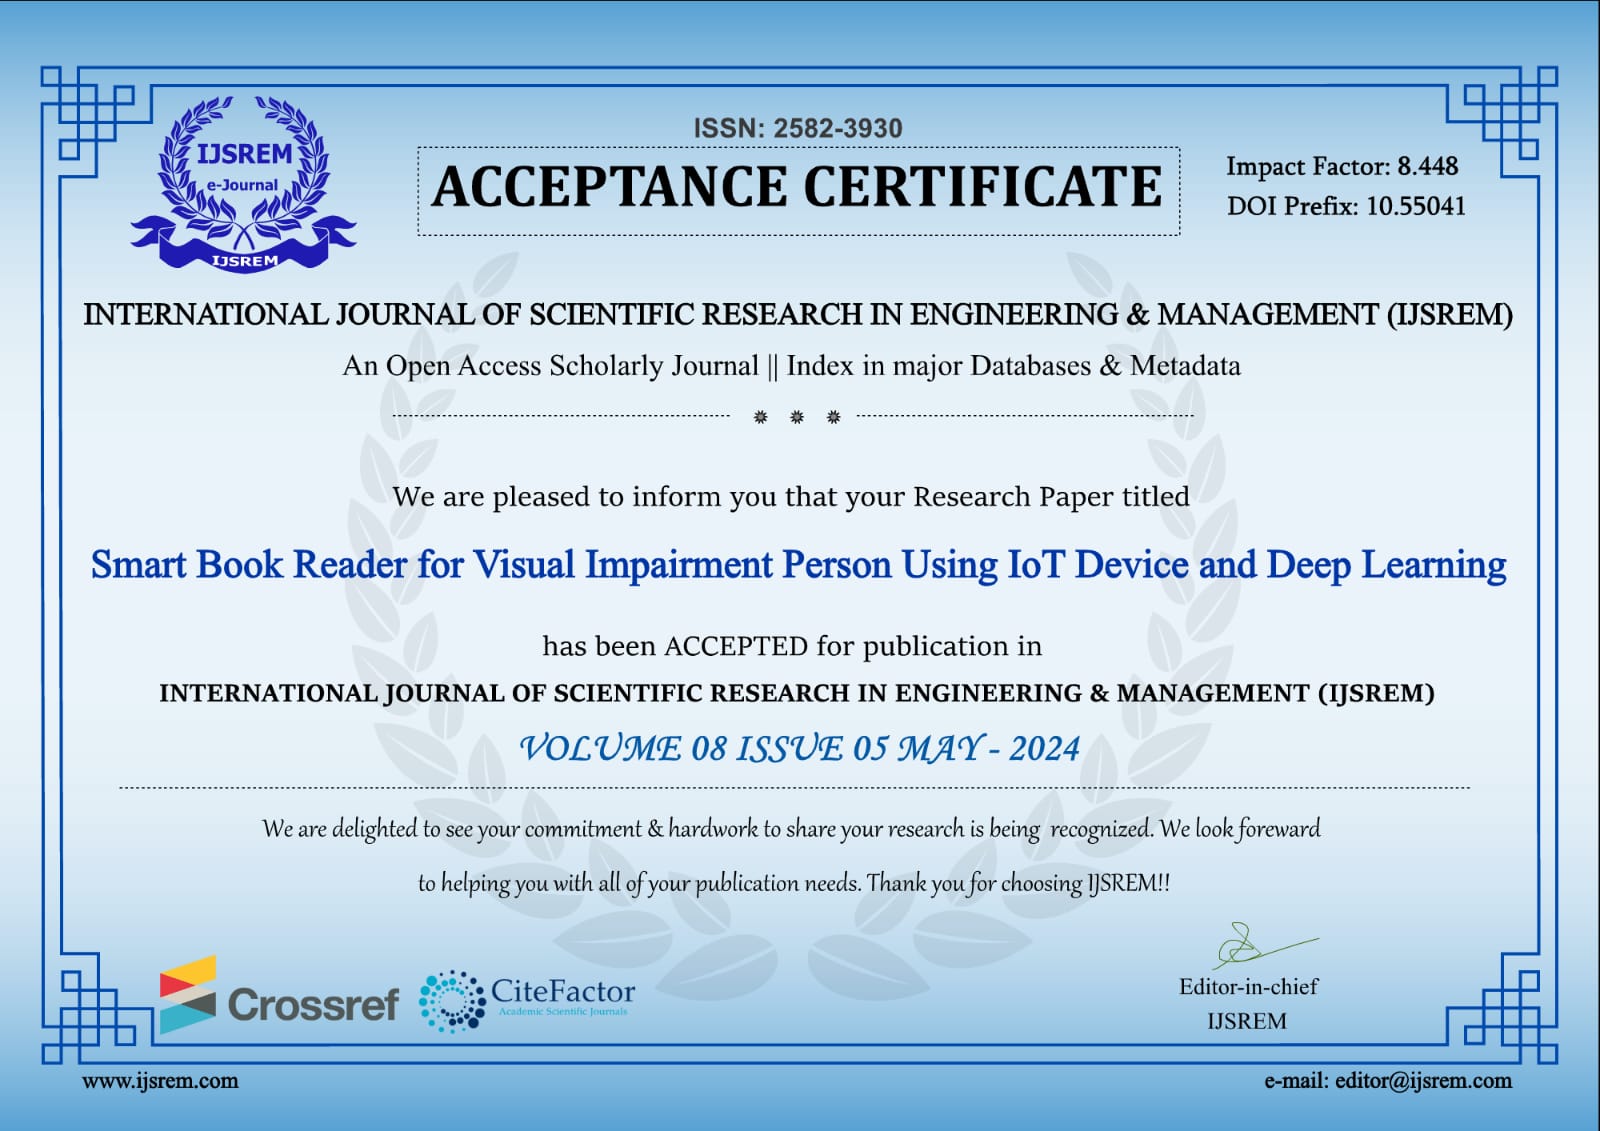 IJSREM
e-Journal
IJSREM
ISSN: 2582-3930
ACCEPTANCE CERTIFICATE
Impact Factor: 8.448
DOI Prefix: 10.55041
INTERNATIONAL JOURNAL OF SCIENTIFIC RESEARCH IN ENGINEERING & MANAGEMENT (IJSREM)
An Open Access Scholarly Journal || Index in major Databases & Metadata
We are pleased to inform you that your Research Paper titled
Smart Book Reader for Visual Impairment Person Using IoT Device and Deep Learning
has been ACCEPTED for publication in
INTERNATIONAL JOURNAL OF SCIENTIFIC RESEARCH IN ENGINEERING & MANAGEMENT (IJSREM)
VOLUME 08 ISSUE 05 MAY - 2024
We are delighted to see your commitment & hardwork to share your research is being recognized. We look foreward
to helping you with all of your publication needs. Thank you for choosing IJSREM!!
Crossref
CiteFactor
Academic Scientific Journals
Editor-in-chief
IJSREM
www.ijsrem.com
e-mail: editor@ijsrem.com